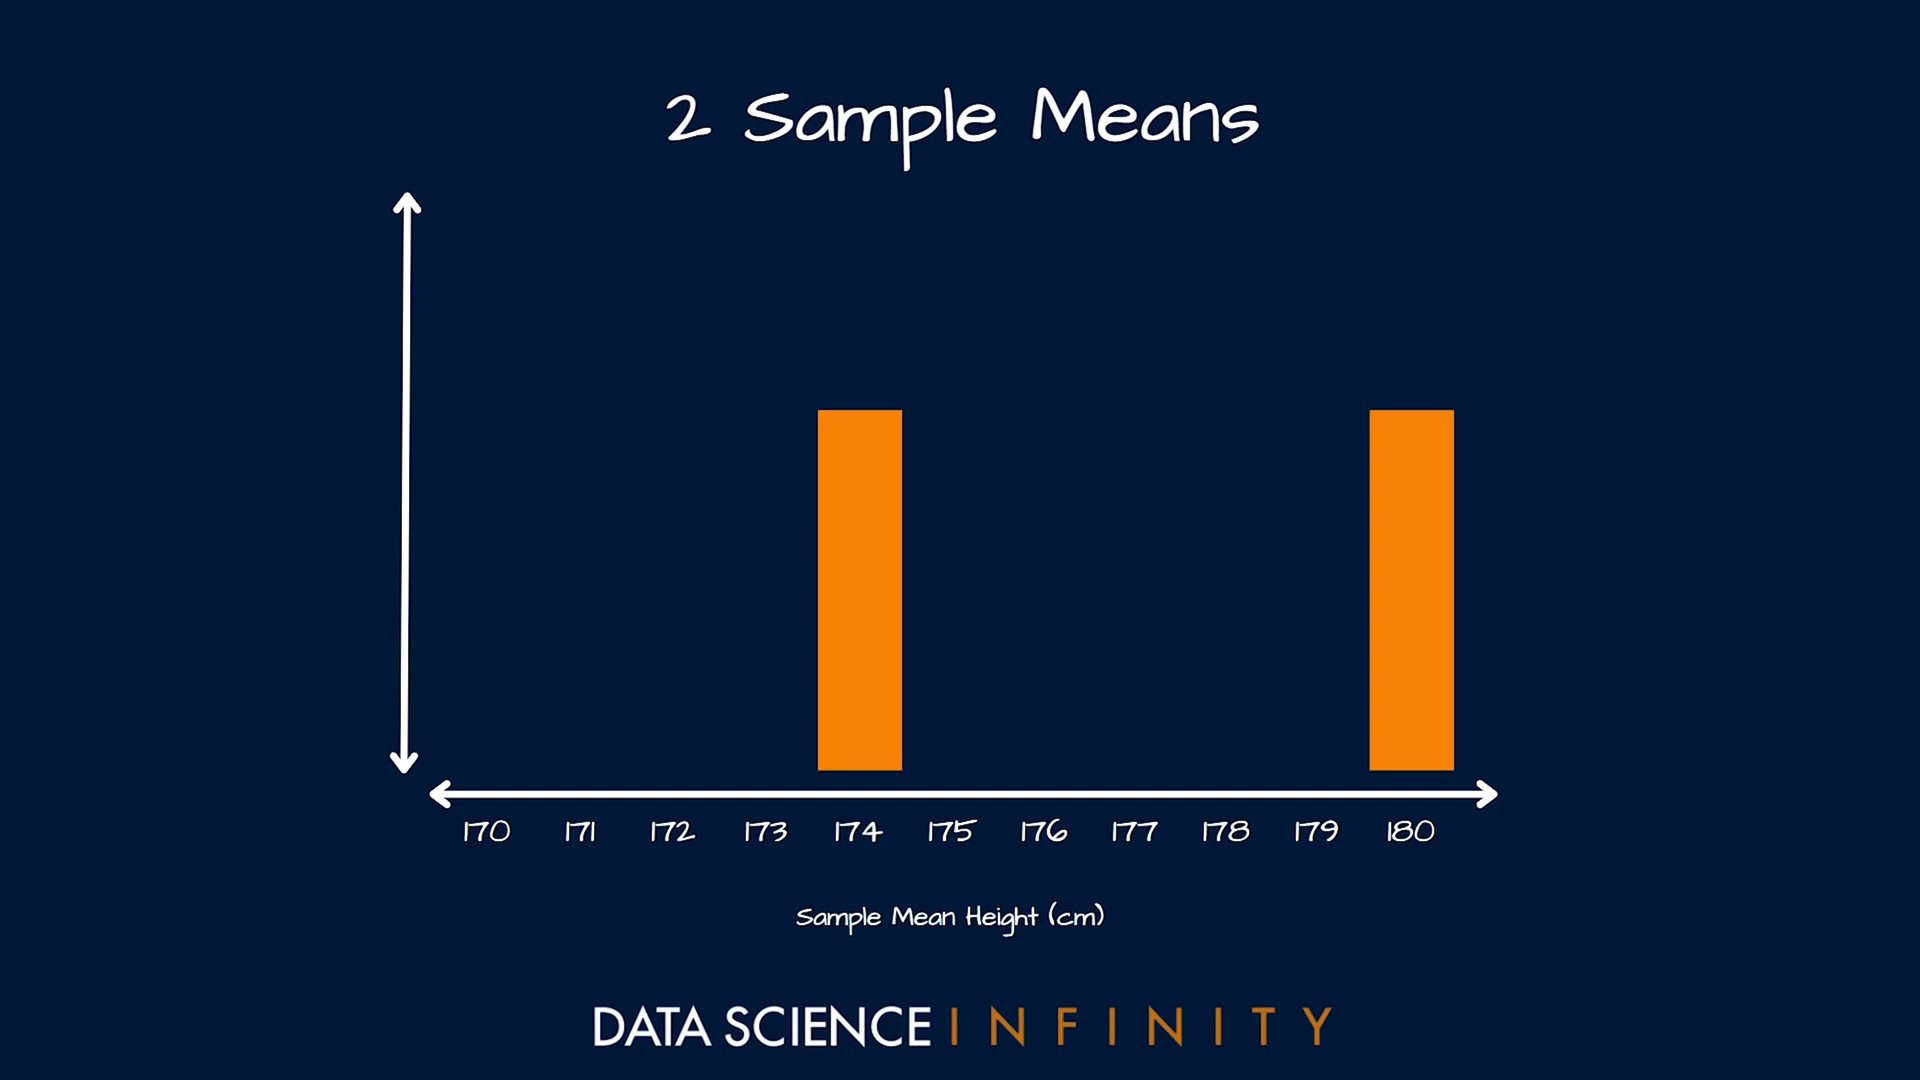 2 Sample Means
170 171 172 173 174 175 176 177 178 179 180
Sample Mean Height (cm)
DATA SCIENCE INFINITY